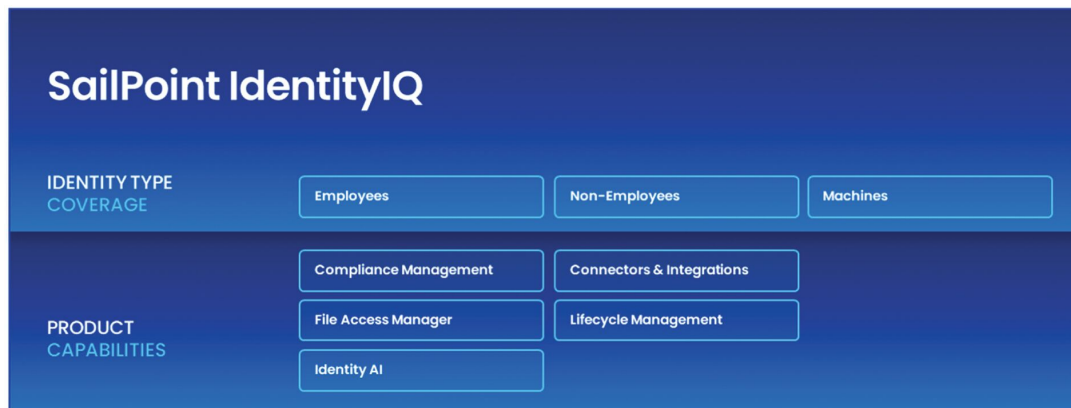 SailPoint IdentityIQ
IDENTITY TYPE
COVERAGE
Employees
Non-Employees
Machines
PRODUCT
CAPABILITIES
Compliance Management
Connectors & Integrations
File Access Manager
Lifecycle Management
Identity AI